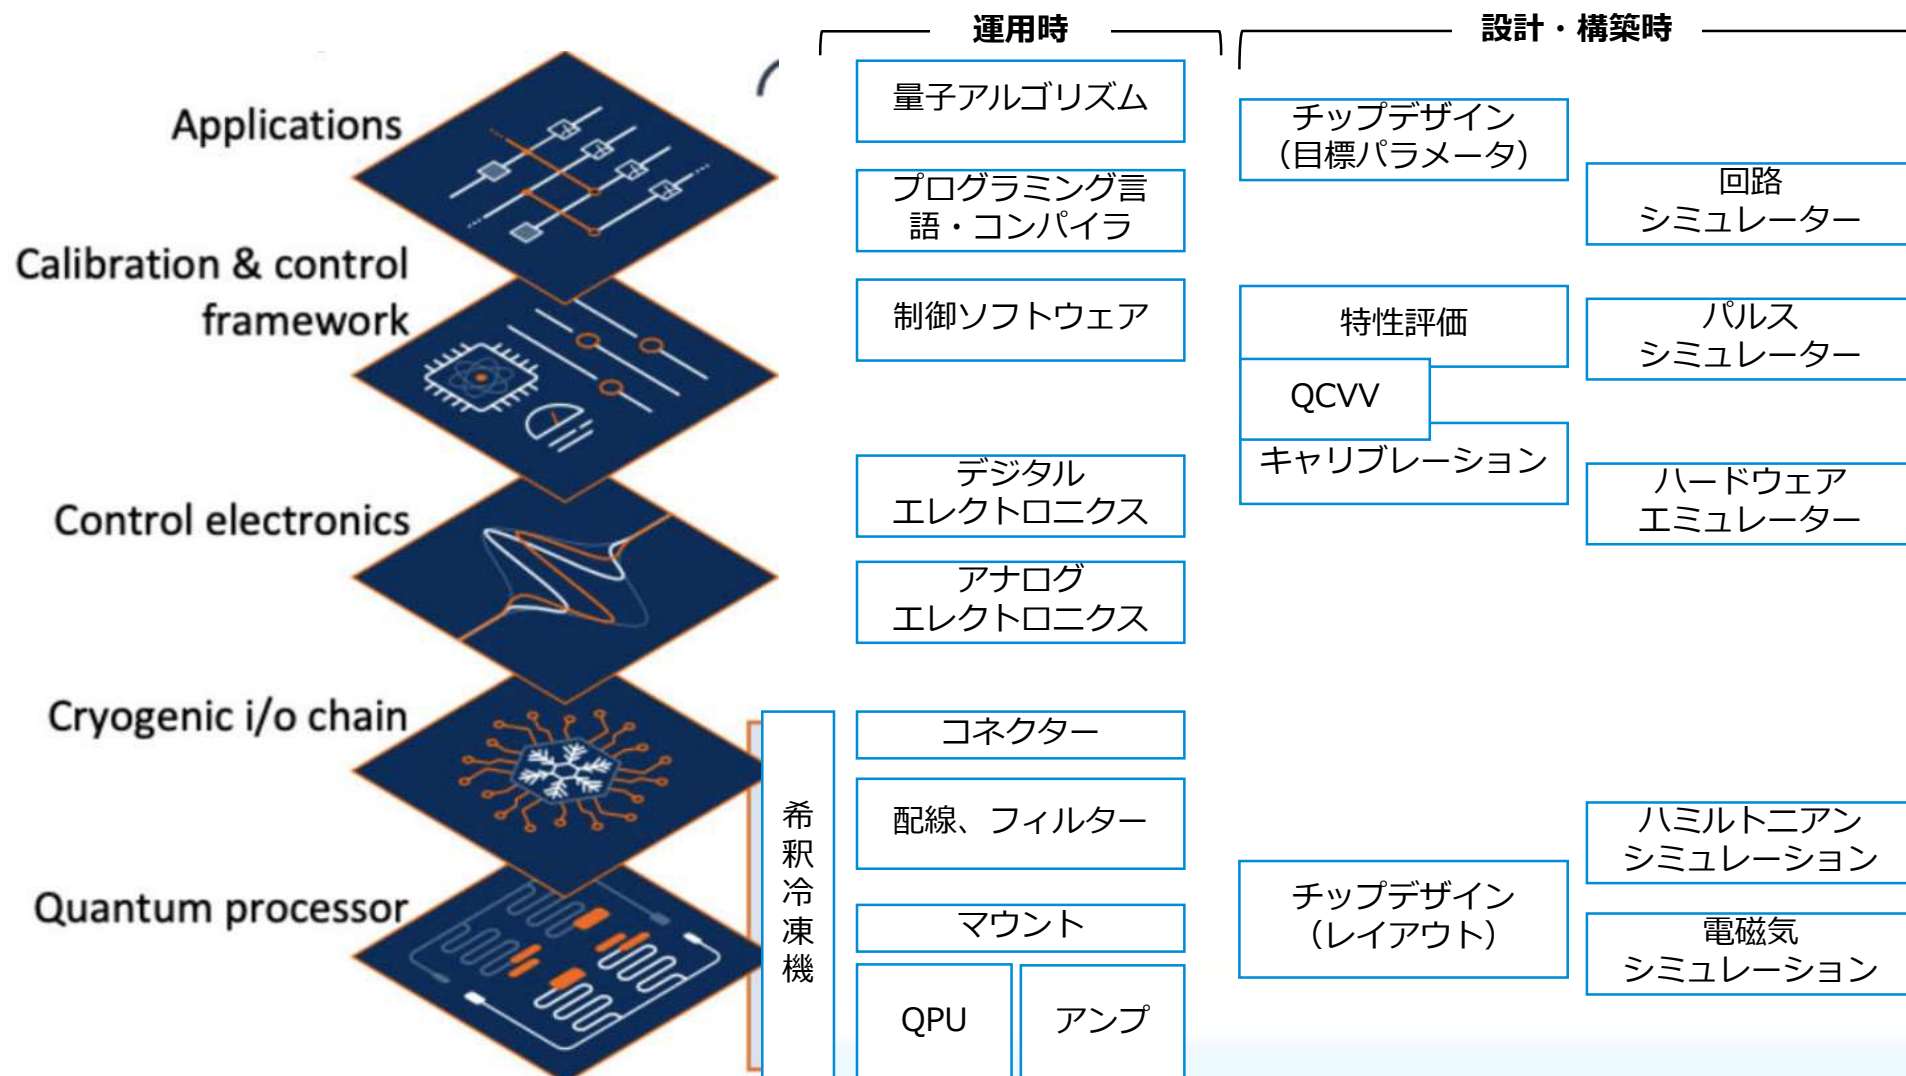 運用時
設計・構築時
Applications
Calibration & control
framework
Control electronics
Cryogenic i/o chain
Quantum processor
希
釈
冷
凍
機
量子アルゴリズム
プログラミング言
語・コンパイラ
制御ソフトウェア
デジタル
エレクトロニクス
アナログ
エレクトロニクス
コネクター
配線、フィルター
マウント
QPU
アンプ
チップデザイン
（目標パラメータ）
特性評価
QCVV
キャリブレーション
チップデザイン
（レイアウト）
回路
シミュレーター
パルス
シミュレーター
ハードウェア
エミュレーター
ハミルトニアン
シミュレーション
電磁気
シミュレーション